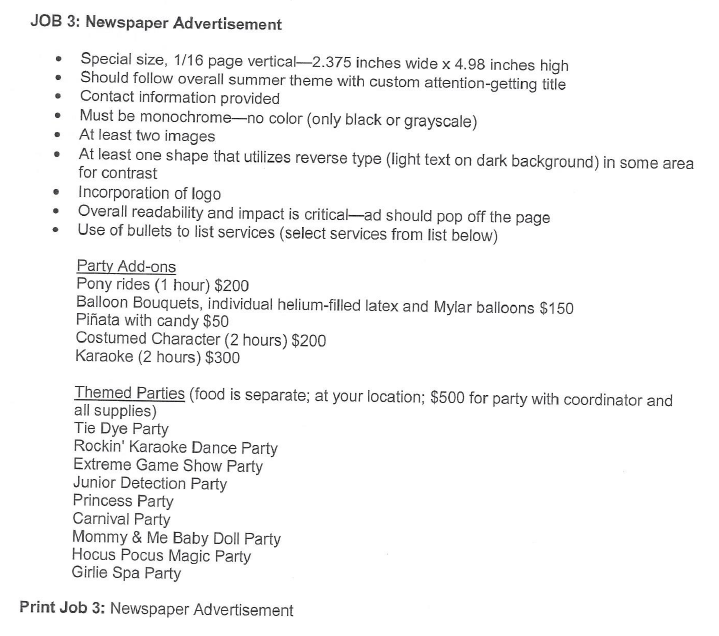 JOB 3: Newspaper Advertisement
• Special size, 1/16 page vertical—2.375 inches wide x 4.98 inches high
• Should follow overall summer theme with custom attention-getting title
• Contact information provided
• Must be monochrome—no color (only black or grayscale)
• At least two images
• At least one shape that utilizes reverse type (light text on dark background) in some area
for contrast
• Incorporation of logo
• Overall readability and impact is critical—ad should pop off the page
• Use of bullets to list services (select services from list below)
Party Add-ons
Pony rides (1 hour) $200
Balloon Bouquets, individual helium-filled latex and Mylar balloons $150
Piñata with candy $50
Costumed Character (2 hours) $200
Karaoke (2 hours) $300
Themed Parties (food is separate; at your location; $500 for party with coordinator and
all supplies)
Tie Dye Party
Rockin' Karaoke Dance Party
Extreme Game Show Party
Junior Detection Party
Princess Party
Carnival Party
Mommy & Me Baby Doll Party
Hocus Pocus Magic Party
Girlie Spa Party
Print Job 3: Newspaper Advertisement